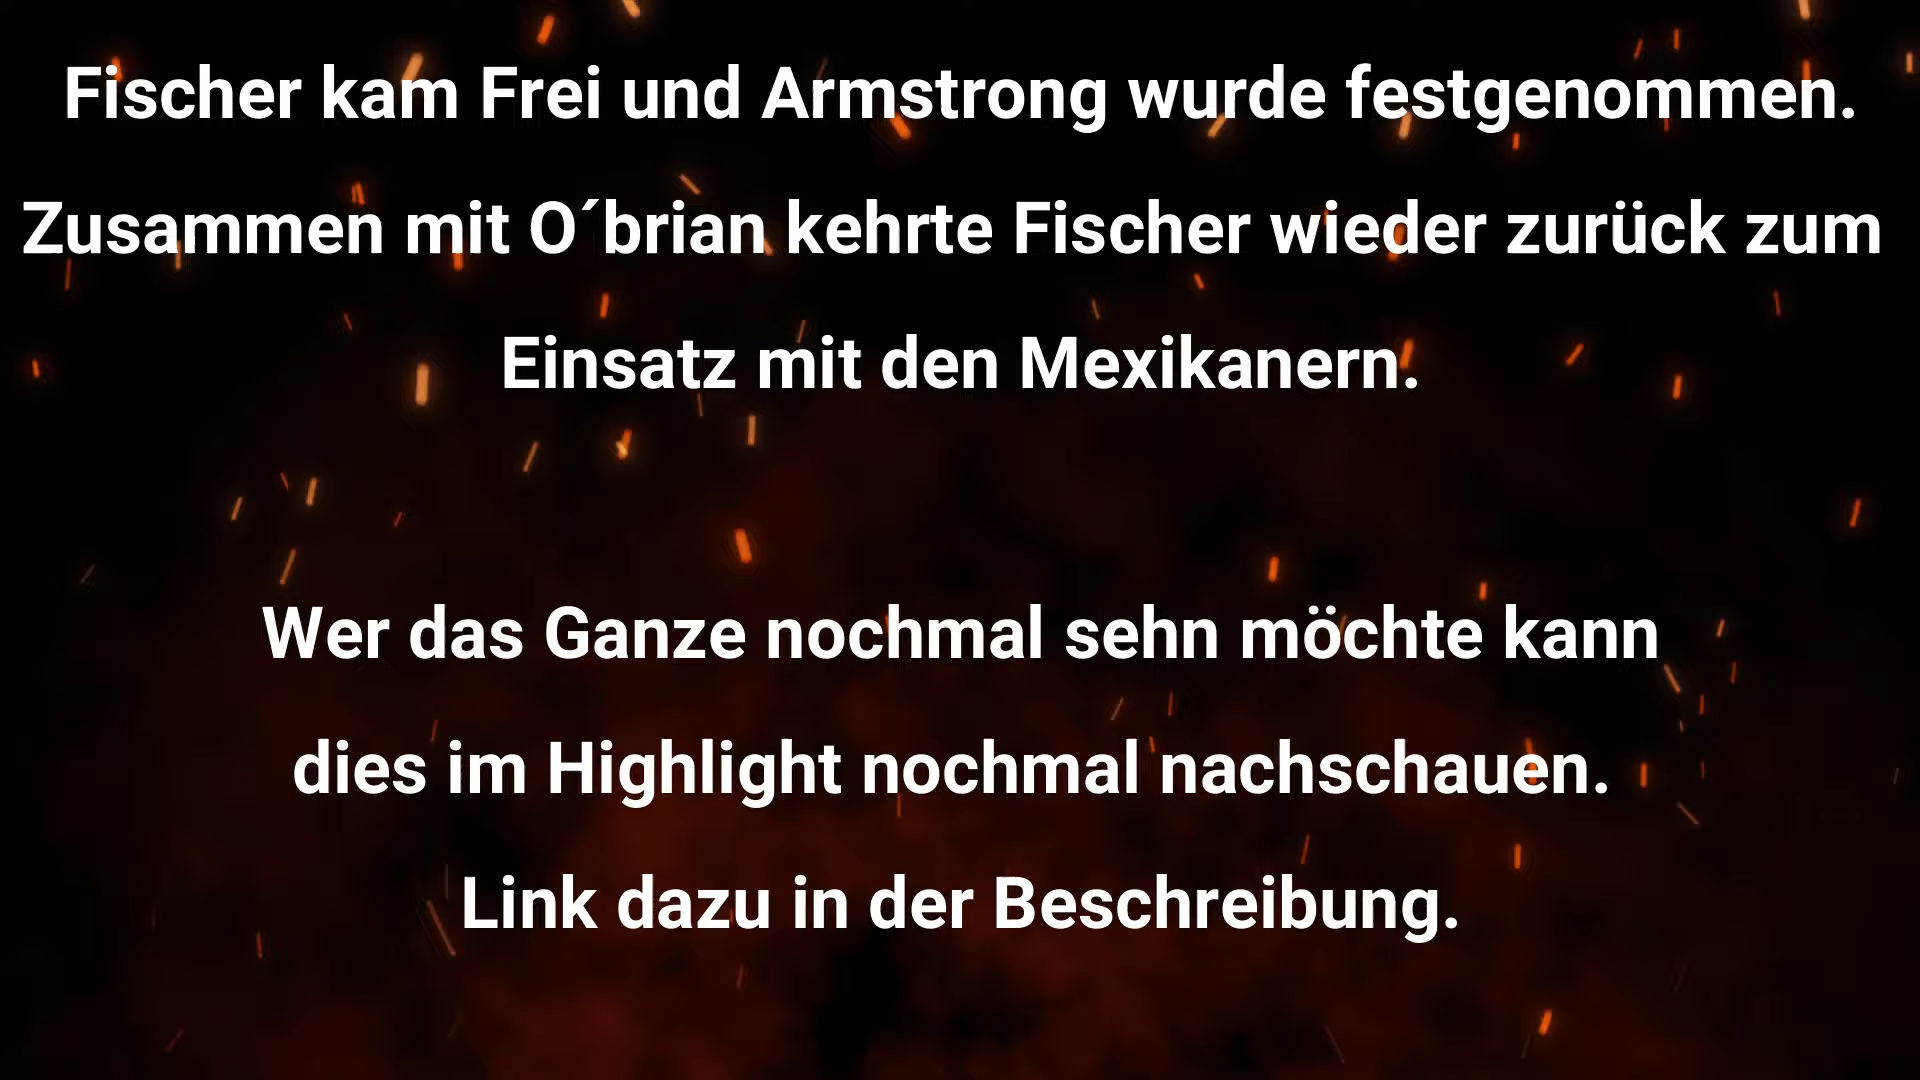 Fischer kam Frei und Armstrong wurde festgenommen.
Zusammen mit O´brian kehrte Fischer wieder zurück zum
Einsatz mit den Mexikanern.
Wer das Ganze nochmal sehn möchte kann
dies im Highlight nochmal nachschauen.
Link dazu in der Beschreibung.